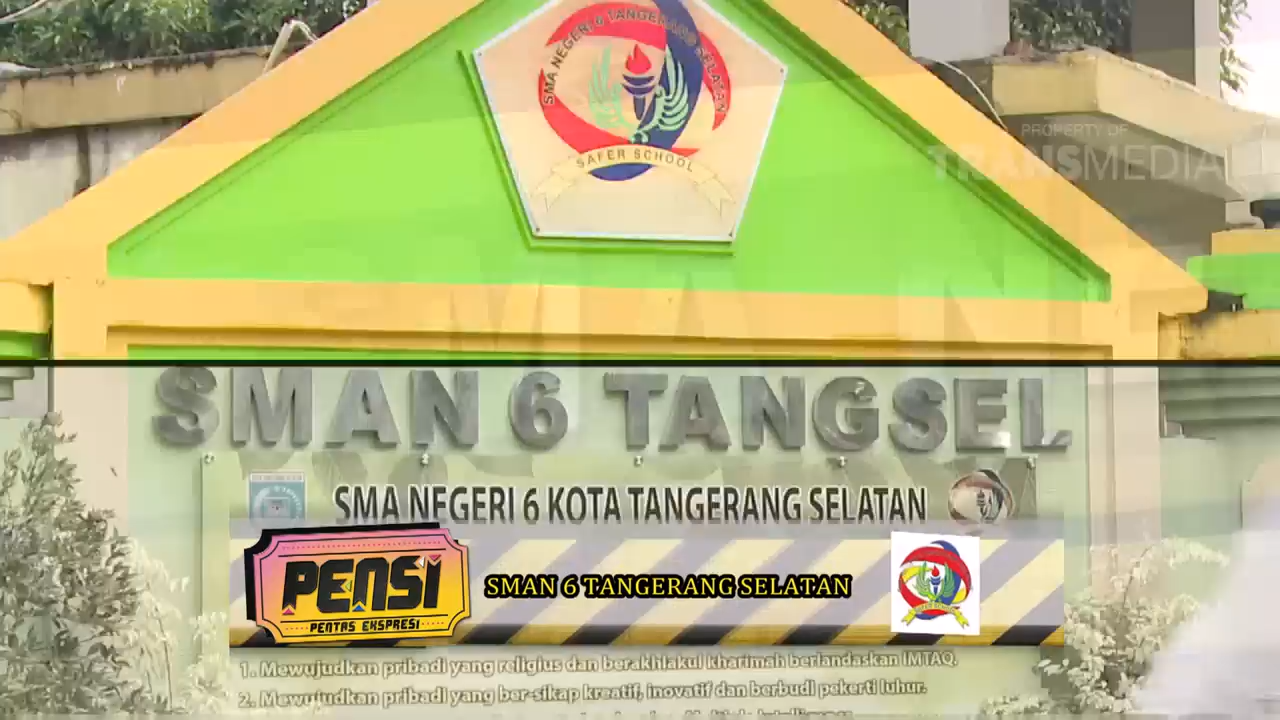 SMA NEGERI 6 TANGERANG SELATAN
SAFER SCHOOL
PROPERTY OF
TRANSMEDIA
SMAN 6 TANGSEL
SMA NEGERI 6 KOTA TANGERANG SELATAN
PENSI
PENTAS EKSPRESI
SMAN 6 TANGERANG SELATAN
SAFER SCHOOL
1. Mewujudkan pribadi yang religius dan berakhlakul kharimah berlandaskan IMTAQ.
2. Mewujudkan pribadi yang ber-sikap kreatif, inovatif dan berbudi pekerti luhur.